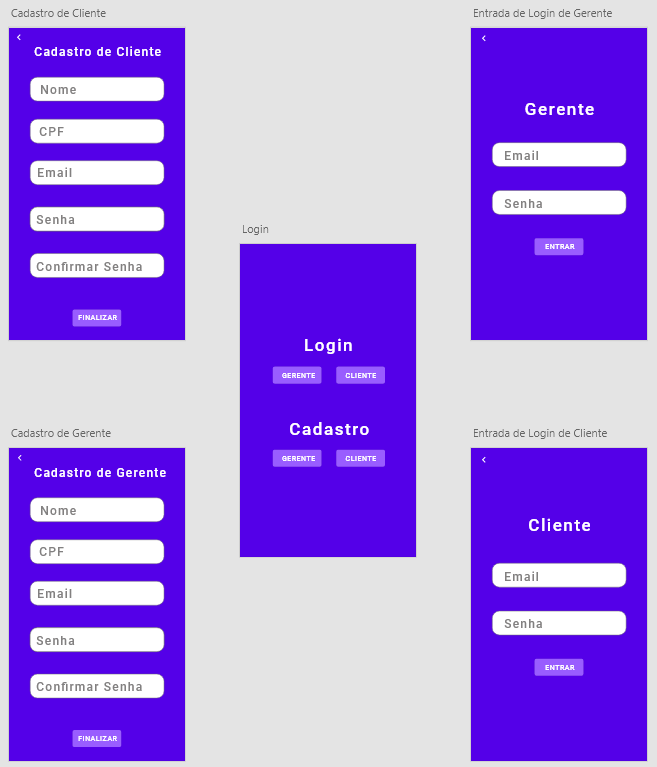 Cadastro de Cliente
Cadastro de Cliente
Nome
CPF
Email
Senha
Confirmar Senha
FINALIZAR
Entrada de Login de Gerente
Gerente
Email
Senha
ENTRAR
Login
Login
GERENTE CLIENTE
Cadastro
GERENTE CLIENTE
Cadastro de Gerente
Cadastro de Gerente
Nome
CPF
Email
Senha
Confirmar Senha
FINALIZAR
Entrada de Login de Cliente
Cliente
Email
Senha
ENTRAR